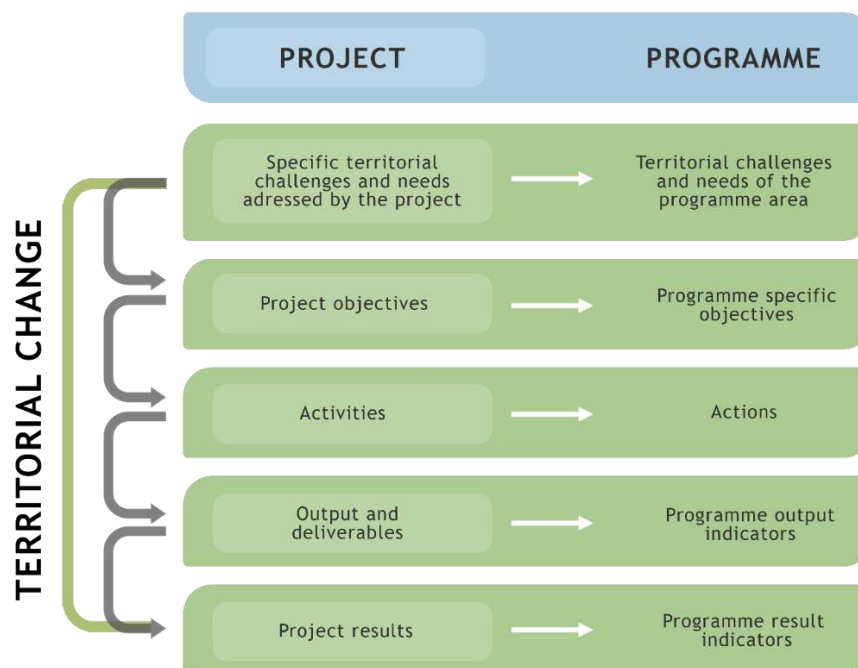 PROJECT
PROGRAMME
Specific territorial
challenges and needs
adressed by the project
Territorial challenges
and needs of the
programme area
Project objectives
Programme specific
objectives
Activities
Actions
Output and
deliverables
Programme output
indicators
Project results
Programme result
indicators
TERRITORIAL CHANGE